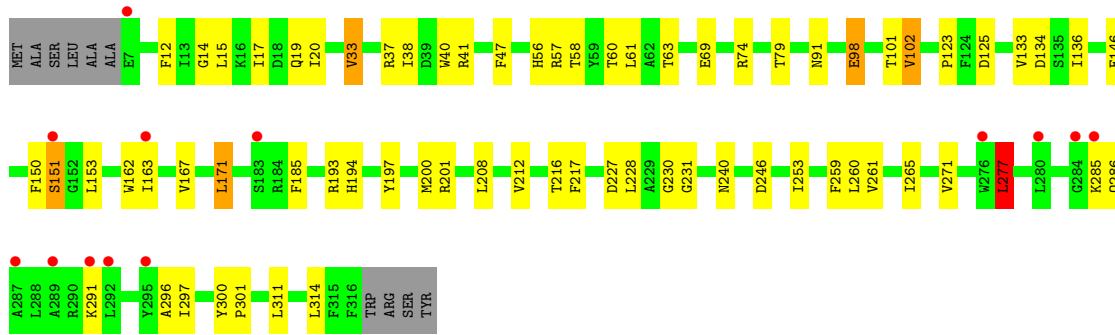 MET ALA SER LEU ALA ALA E7 F12 I13 G14 L15 K16 I17 D18 Q19 I20 V33 R37 I38 D39 W40 R41 F47 H56 R57 T58 Y59 T60 L61 A62 T63 E69 R74 T79 N91 E98 T101 V102 P123 F124 D125 V133 D134 S135 I136
F150 S151 G152 L153 W162 I163 V167 L171 S183 R184 F185 R193 H194 Y197 M200 R201 L208 V212 T216 F217 D227 L228 A229 G230 G231 N240 D246 I253 F259 L260 V261 I265 V271 W276 L277 L280 G284 K285
A287 L288 A289 R290 K291 L292 Y295 A296 I297 Y300 P301 L311 L314 F315 F316 TRP ARG SER TYR